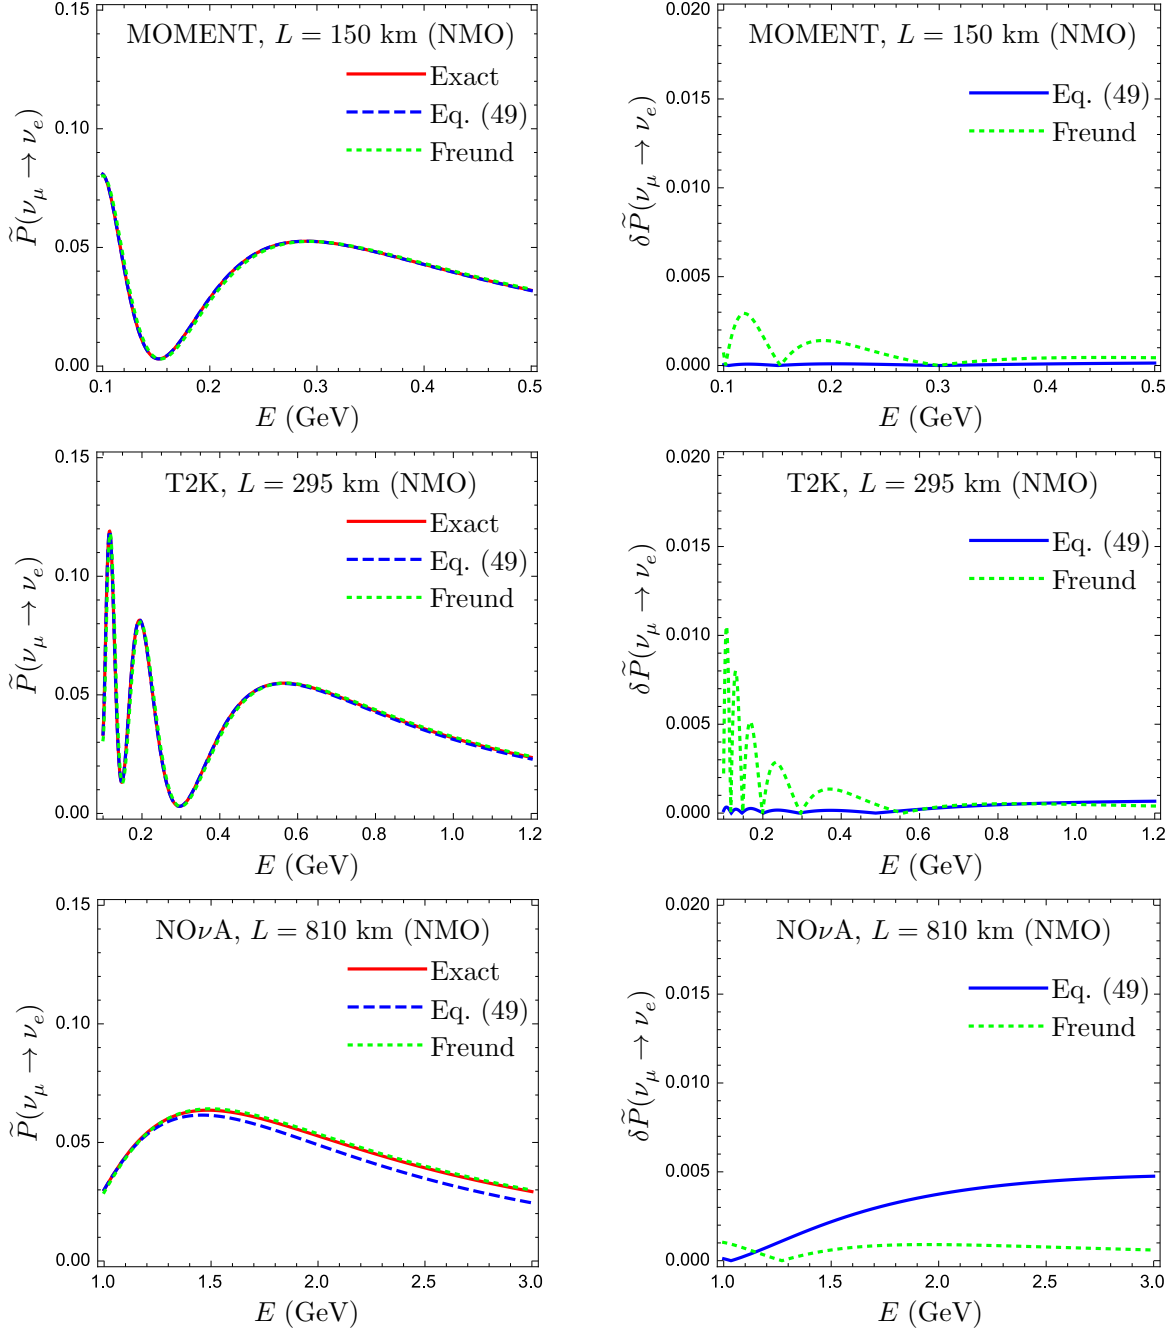 MOMENT, L = 150 km (NMO)
Exact
Eq. (49)
Freund
P̃(ν_μ → ν_e)
0.15
0.10
0.05
0.00
0.1 0.2 0.3 0.4 0.5
E (GeV)
MOMENT, L = 150 km (NMO)
Eq. (49)
Freund
δP̃(ν_μ → ν_e)
0.020
0.015
0.010
0.005
0.000
0.1 0.2 0.3 0.4 0.5
E (GeV)
T2K, L = 295 km (NMO)
Exact
Eq. (49)
Freund
P̃(ν_μ → ν_e)
0.15
0.10
0.05
0.00
0.2 0.4 0.6 0.8 1.0 1.2
E (GeV)
T2K, L = 295 km (NMO)
Eq. (49)
Freund
δP̃(ν_μ → ν_e)
0.020
0.015
0.010
0.005
0.000
0.2 0.4 0.6 0.8 1.0 1.2
E (GeV)
NOνA, L = 810 km (NMO)
Exact
Eq. (49)
Freund
P̃(ν_μ → ν_e)
0.15
0.10
0.05
0.00
1.0 1.5 2.0 2.5 3.0
E (GeV)
NOνA, L = 810 km (NMO)
Eq. (49)
Freund
δP̃(ν_μ → ν_e)
0.020
0.015
0.010
0.005
0.000
1.0 1.5 2.0 2.5 3.0
E (GeV)